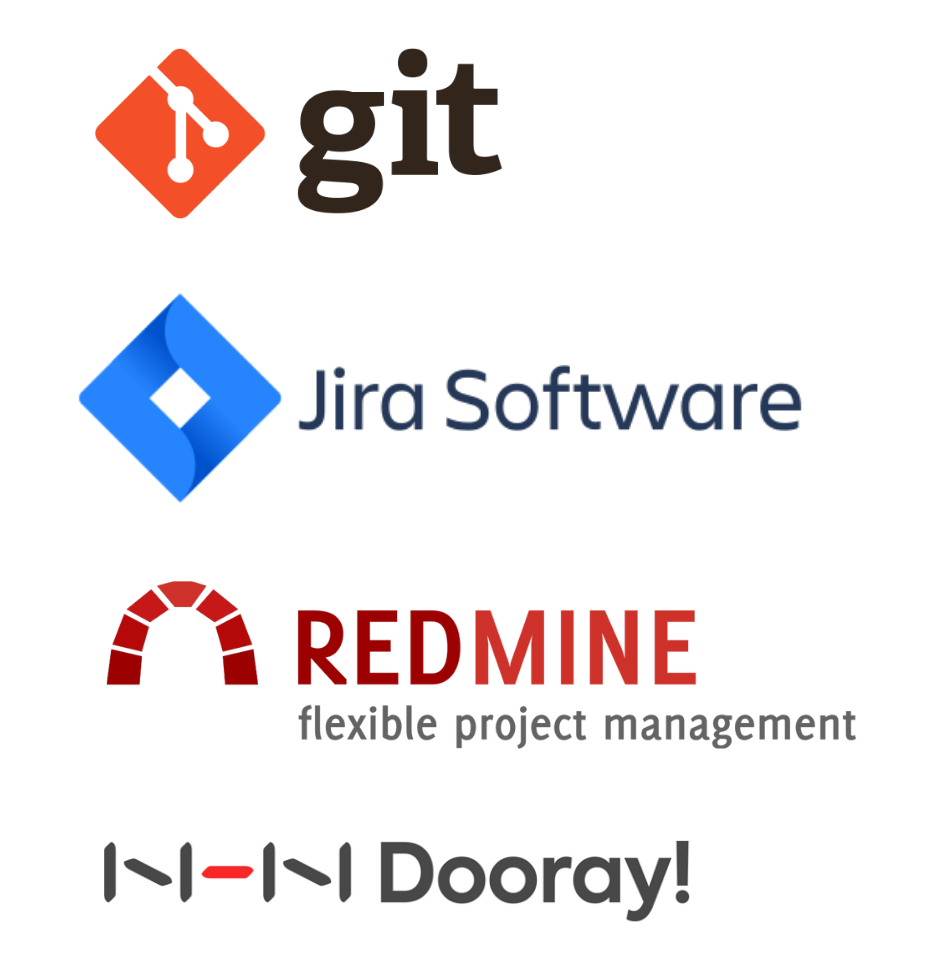 git
Jira Software
REDMINE
flexible project management
NHN Dooray!